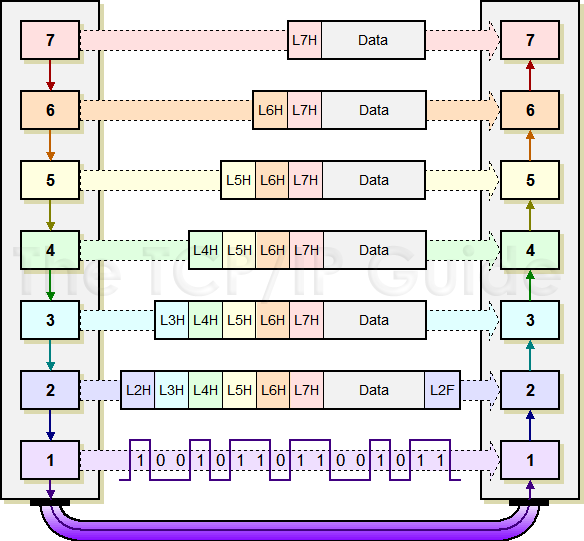 7 L7H Data 7
6 L6H L7H Data 6
5 L5H L6H L7H Data 5
4 L4H L5H L6H L7H Data 4
The TCP/IP Guide
3 L3H L4H L5H L6H L7H Data 3
2 L2H L3H L4H L5H L6H L7H Data L2F 2
1 1 0 0 1 0 1 1 0 1 1 0 0 1 0 1 1 1